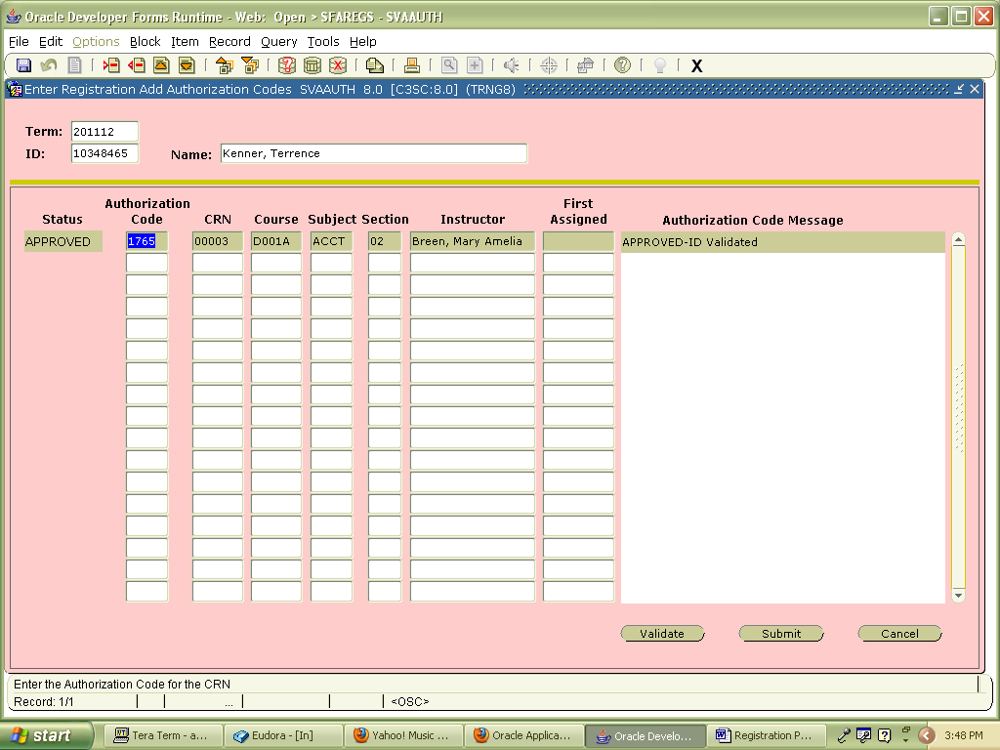 Oracle Developer Forms Runtime - Web: Open > SFAREGS - SVAAUTH
File Edit Options Block Item Record Query Tools Help
X
Enter Registration Add Authorization Codes SVAAUTH 8.0 [C3SC:8.0] (TRNG8)
Term: 201112
ID: 10348465 Name: Kenner, Terrence
Authorization First
Status Code CRN Course Subject Section Instructor Assigned Authorization Code Message
APPROVED 1765 00003 D001A ACCT 02 Breen, Mary Amelia APPROVED-ID Validated
Validate Submit Cancel
Enter the Authorization Code for the CRN
Record: 1/1 ... <OSC>
start Tera Term - a... Eudora - [In] Yahoo! Music ... Oracle Applica... Oracle Develo... Registration P... 3:48 PM